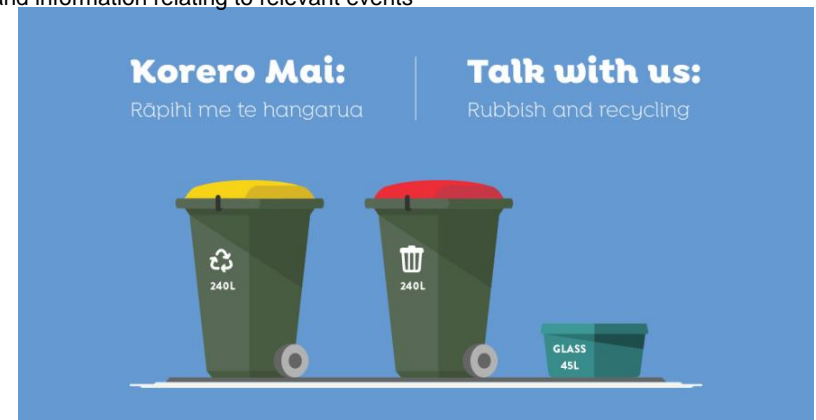 and information relating to relevant events
Korero Mai:
Rāpihi me te hangarua
Talk with us:
Rubbish and recycling
240L
240L
GLASS
45L